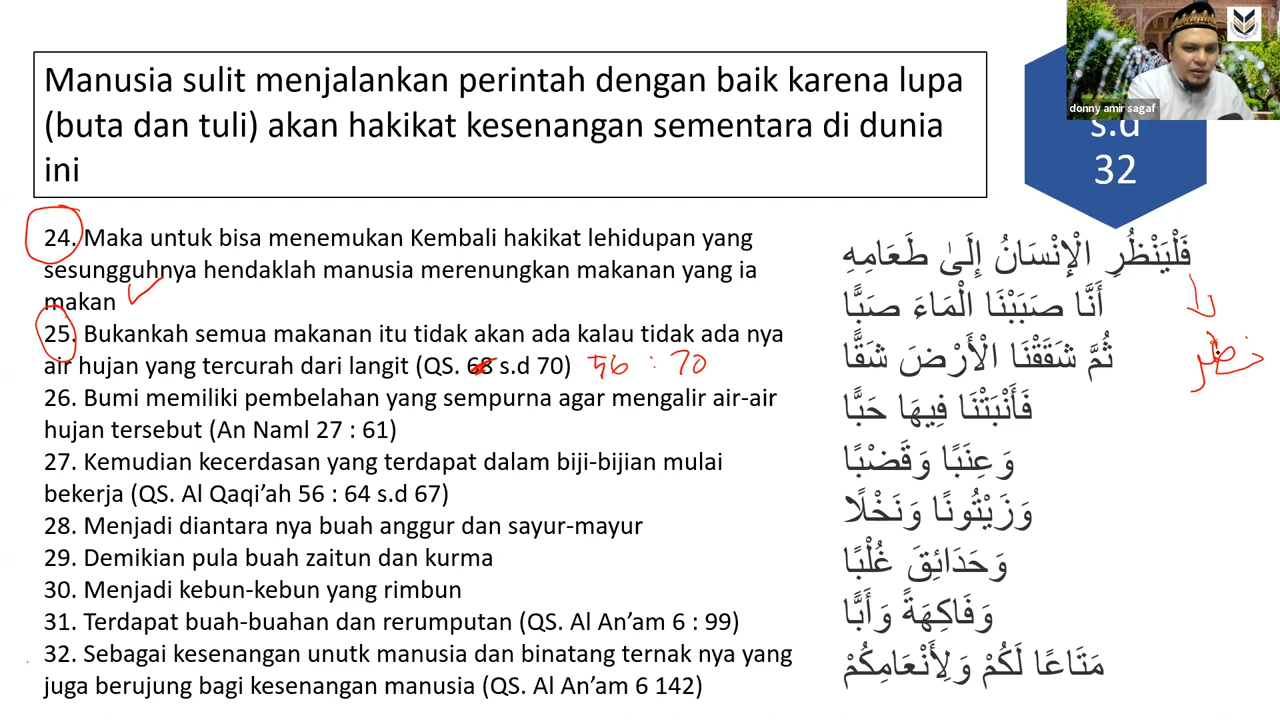 Manusia sulit menjalankan perintah dengan baik karena lupa
(buta dan tuli) akan hakikat kesenangan sementara di dunia
ini
donny amir sagaf
s.d
32
24. Maka untuk bisa menemukan Kembali hakikat lehidupan yang
sesungguhnya hendaklah manusia merenungkan makanan yang ia
makan
25. Bukankah semua makanan itu tidak akan ada kalau tidak ada nya
air hujan yang tercurah dari langit (QS. 68 s.d 70) 56 : 70
26. Bumi memiliki pembelahan yang sempurna agar mengalir air-air
hujan tersebut (An Naml 27 : 61)
27. Kemudian kecerdasan yang terdapat dalam biji-bijian mulai
bekerja (QS. Al Qaqi’ah 56 : 64 s.d 67)
28. Menjadi diantara nya buah anggur dan sayur-mayur
29. Demikian pula buah zaitun dan kurma
30. Menjadi kebun-kebun yang rimbun
31. Terdapat buah-buahan dan rerumputan (QS. Al An’am 6 : 99)
32. Sebagai kesenangan unutk manusia dan binatang ternak nya yang
juga berujung bagi kesenangan manusia (QS. Al An’am 6 142)
فَلْيَنْظُرِ الْإِنْسَانُ إِلَىٰ طَعَامِهِ
أَنَّا صَبَبْنَا الْمَاءَ صَبًّا
ثُمَّ شَقَقْنَا الْأَرْضَ شَقًّا
فَأَنْبَتْنَا فِيهَا حَبًّا
وَعِنَبًا وَقَضْبًا
وَزَيْتُونًا وَنَخْلًا
وَحَدَائِقَ غُلْبًا
وَفَاكِهَةً وَأَبًّا
مَتَاعًا لَكُمْ وَلِأَنْعَامِكُمْ
نظر